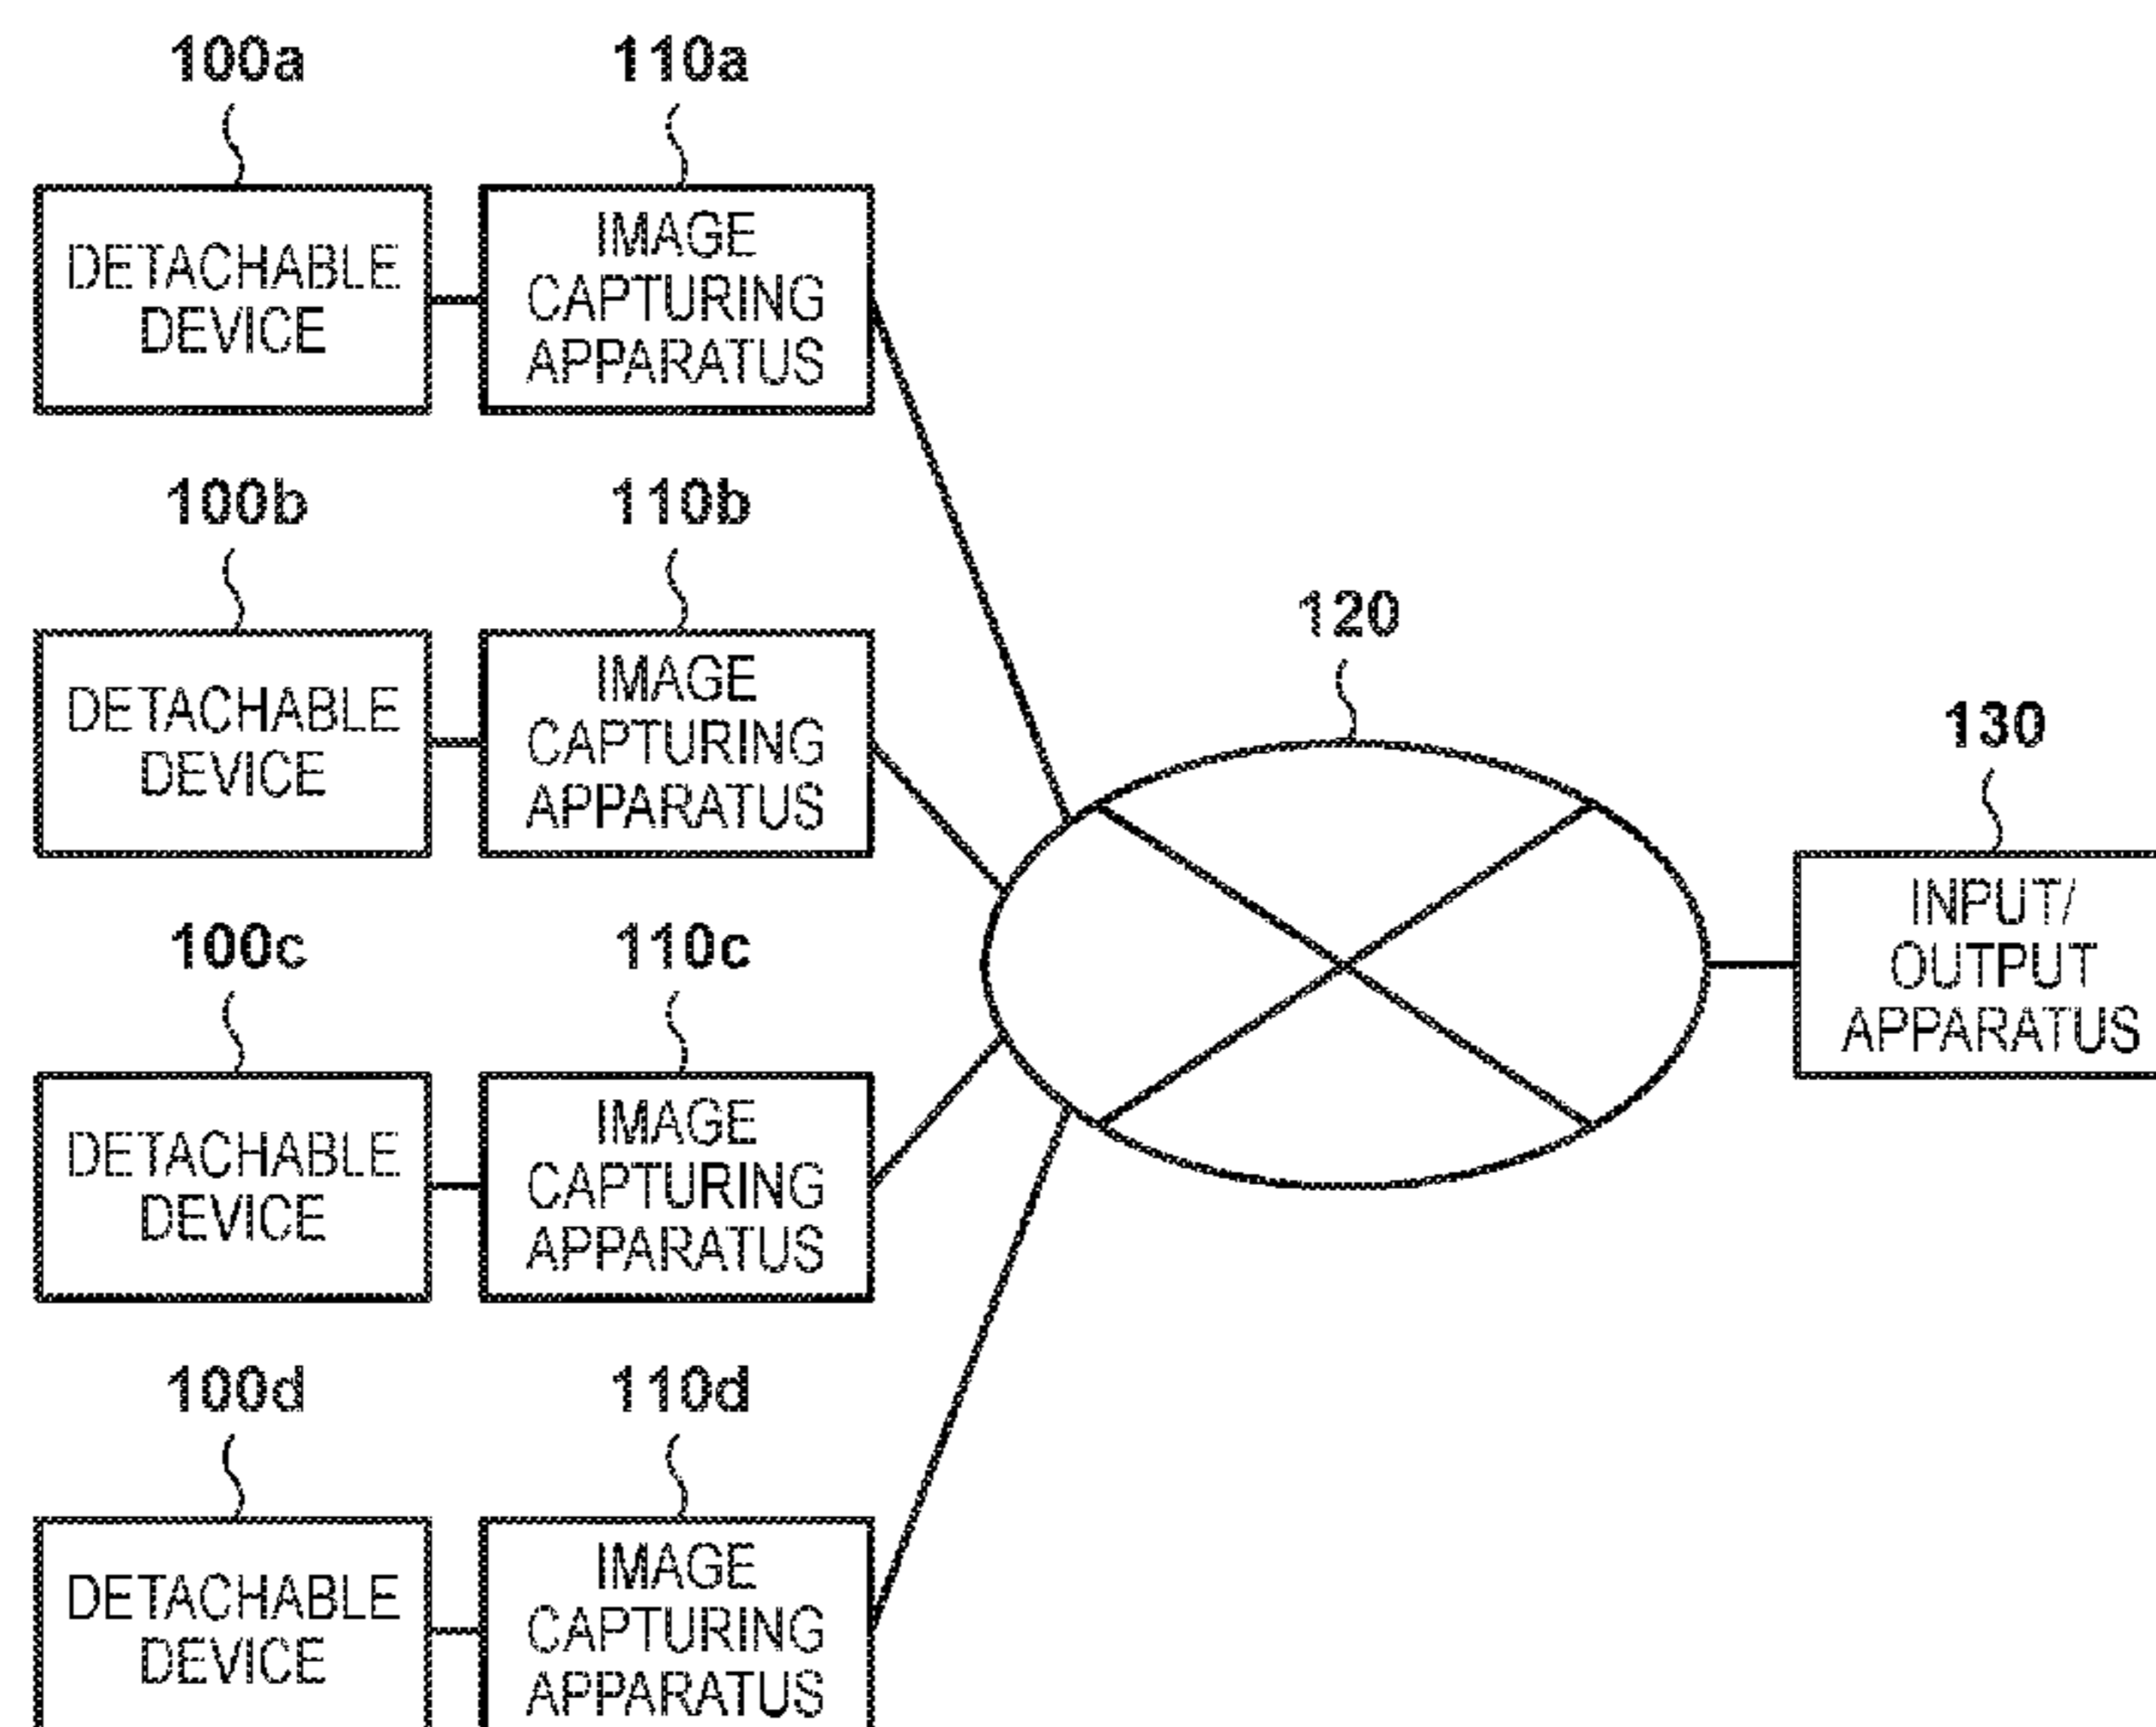 100a
110a
DETACHABLE
DEVICE
IMAGE
CAPTURING
APPARATUS
100b
110b
DETACHABLE
DEVICE
IMAGE
CAPTURING
APPARATUS
120
130
INPUT/
OUTPUT
APPARATUS
100c
110c
DETACHABLE
DEVICE
IMAGE
CAPTURING
APPARATUS
100d
110d
DETACHABLE
DEVICE
IMAGE
CAPTURING
APPARATUS